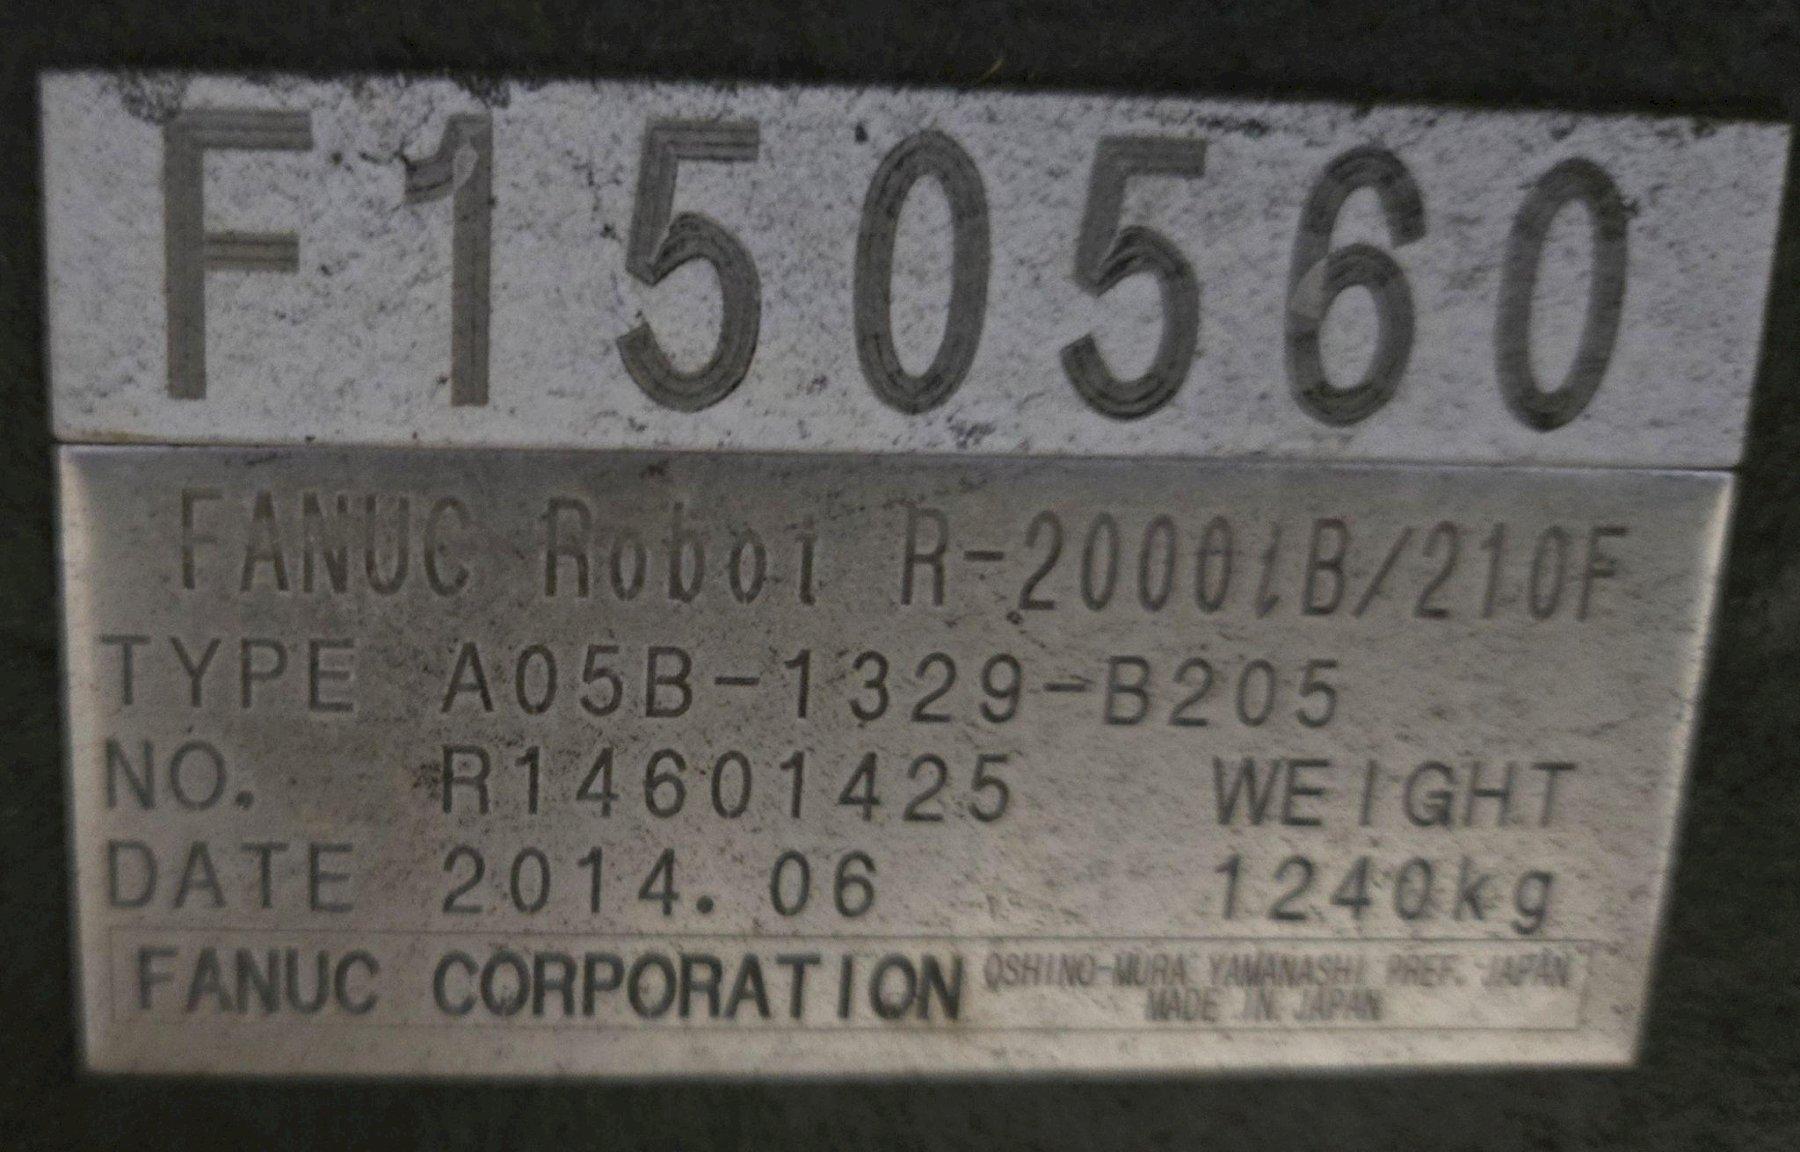 F150560
FANUC Robot R-2000iB/210F
TYPE A05B-1329-B205
NO. R14601425 WEIGHT
DATE 2014.06 1240kg
FANUC CORPORATION OSHINO-MURA YAMANASHI PREF. JAPAN
MADE IN JAPAN